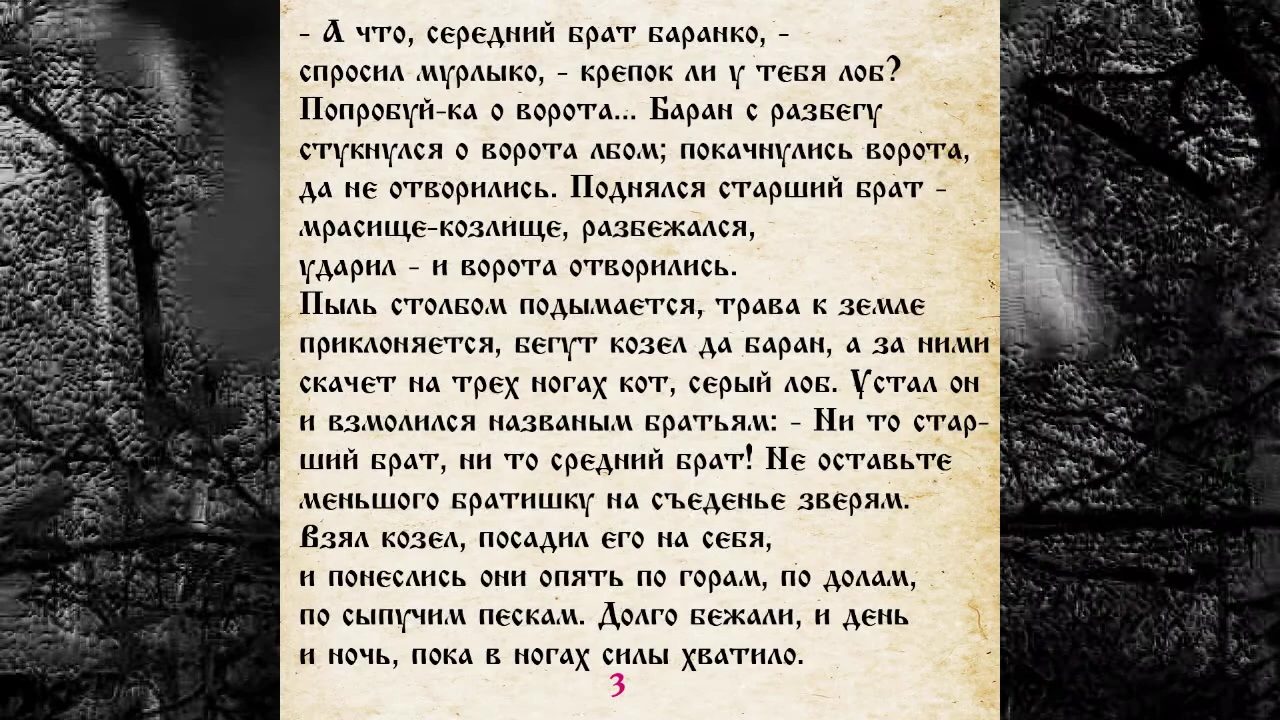 - А что, середний брат баранко, -
спросил мурлыко, - крепок ли у тебя лоб?
Попробуй-ка о ворота... Баран с разбегу
стукнулся о ворота лбом; покачнулись ворота,
да не отворились. Поднялся старший брат -
мрасище-козлище, разбежался,
ударил - и ворота отворились.
Пыль столбом подымается, трава к земле
приклоняется, бегут козел да баран, а за ними
скачет на трех ногах кот, серый лоб. Устал он
и взмолился названым братьям: - Ни то стар-
ший брат, ни то средний брат! Не оставьте
меньшого братишку на съеденье зверям.
Взял козел, посадил его на себя,
и понеслись они опять по горам, по долам,
по сыпучим пескам. Долго бежали, и день
и ночь, пока в ногах силы хватило.
3